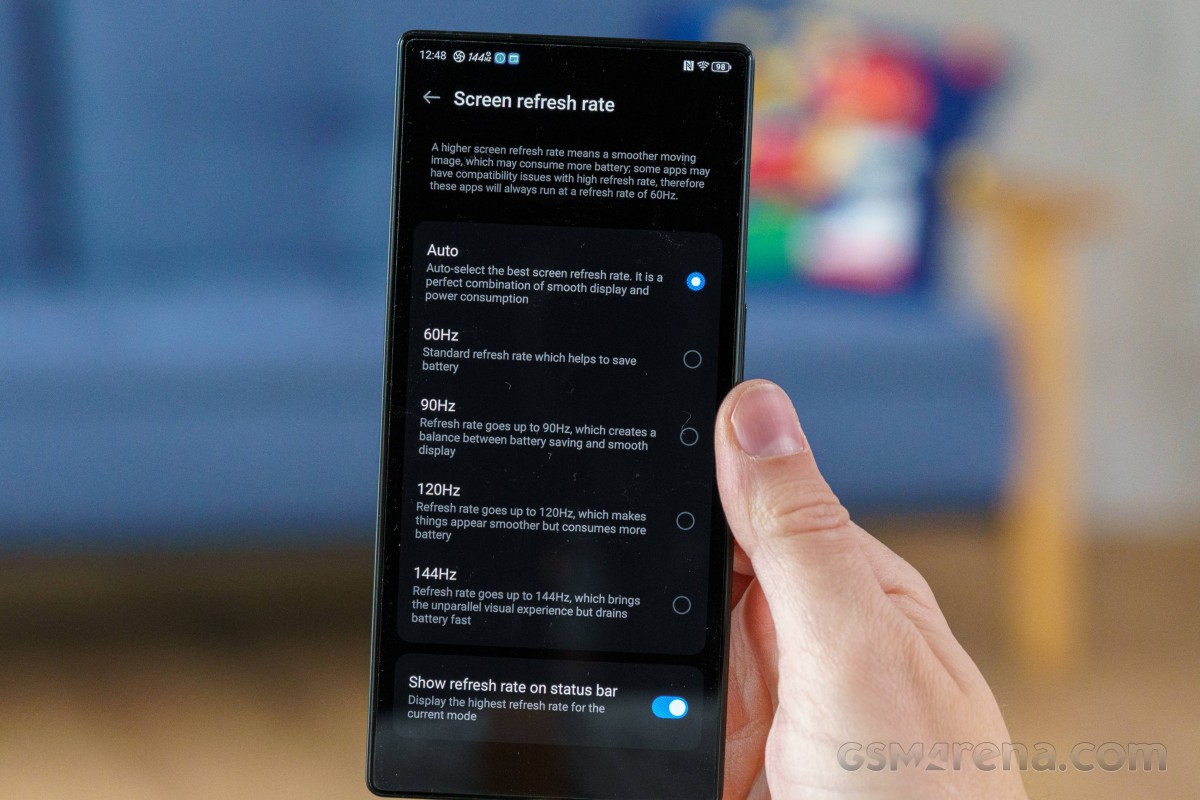 12:48 144Hz 98
Screen refresh rate
A higher screen refresh rate means a smoother moving
image, which may consume more battery; some apps may
have compatibility issues with high refresh rate, therefore
these apps will always run at a refresh rate of 60Hz.
Auto
Auto-select the best screen refresh rate. It is a
perfect combination of smooth display and
power consumption
60Hz
Standard refresh rate which helps to save
battery
90Hz
Refresh rate goes up to 90Hz, which creates a
balance between battery saving and smooth
display
120Hz
Refresh rate goes up to 120Hz, which makes
things appear smoother but consumes more
battery
144Hz
Refresh rate goes up to 144Hz, which brings
the unparallel visual experience but drains
battery fast
Show refresh rate on status bar
Display the highest refresh rate for the
current mode
GSMArena.com